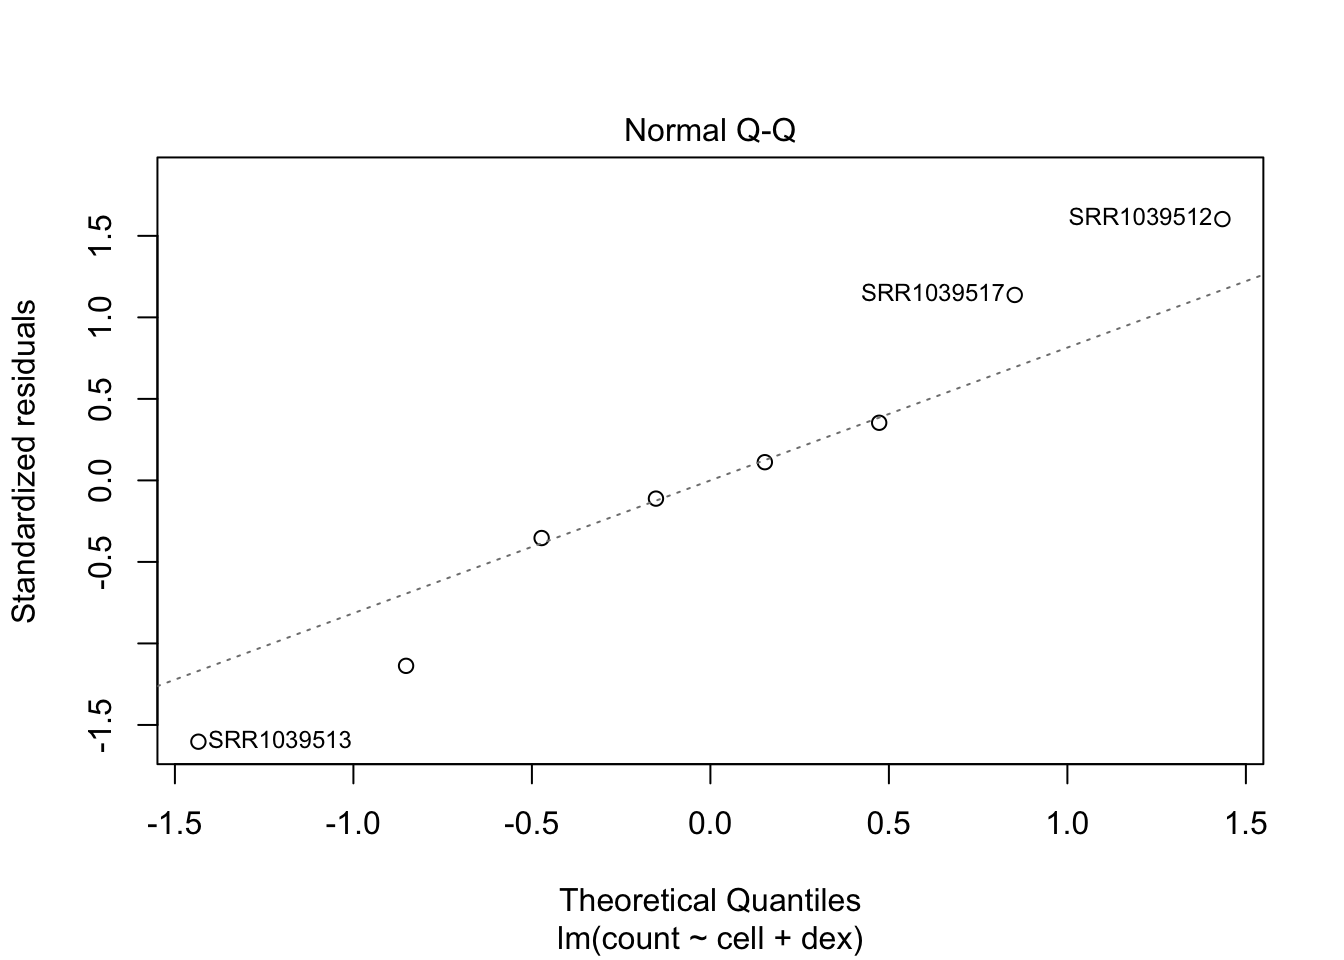 Normal Q-Q
SRR1039512
SRR1039517
SRR1039513
Standardized residuals
1.5
1.0
0.5
0.0
-0.5
-1.5
-1.5 -1.0 -0.5 0.0 0.5 1.0 1.5
Theoretical Quantiles
lm(count ~ cell + dex)